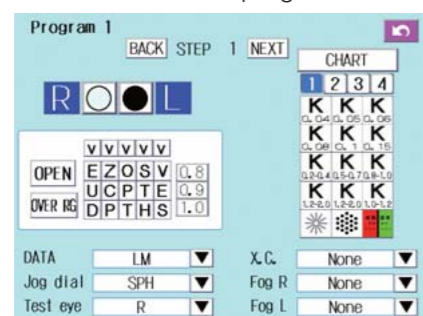 Program 1
BACK STEP 1 NEXT
CHART
1 2 3 4
R L
K K K
0.04 0.05 0.06
K K
0.08 0.1 0.15
K K
0.2-0.4 0.5-0.7 0.8-1.0
K K
1.2-2.0 1.2-2.0 1.0-1.2
V V V V V
OPEN E Z O S V 0.8
U C P T E 0.9
OVER RG D P T H S 1.0
DATA LM ▼ X.C. None ▼
Jog dial SPH ▼ Fog R None ▼
Test eye R ▼ Fog L None ▼